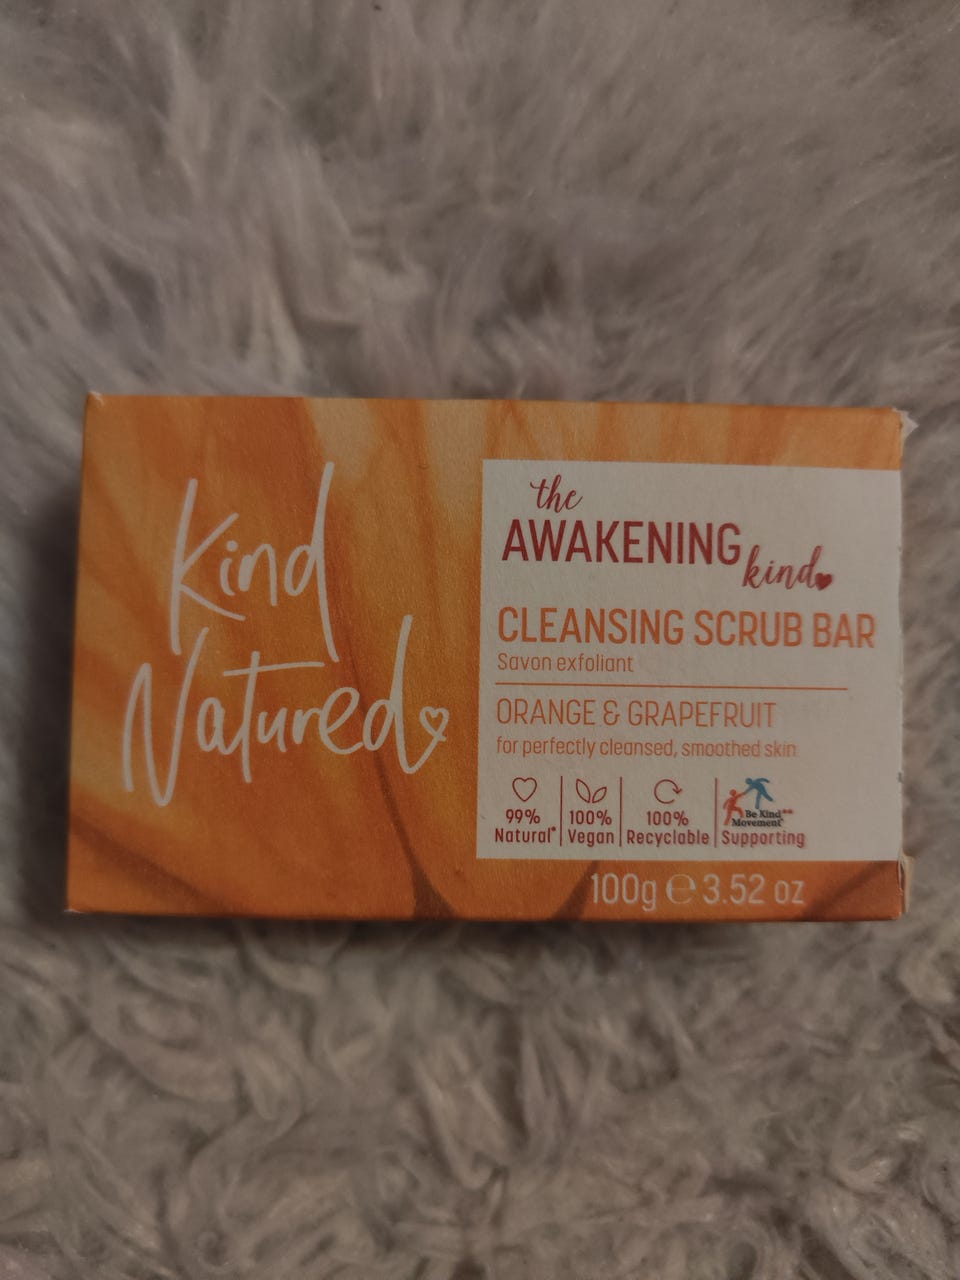 Kind
Natured
the
AWAKENING
kind
CLEANSING SCRUB BAR
Savon exfoliant
ORANGE & GRAPEFRUIT
for perfectly cleansed, smoothed skin
99%
Natural*
100%
Vegan
100%
Recyclable
Be Kind**
Movement
Supporting
100g ℮ 3.52 oz